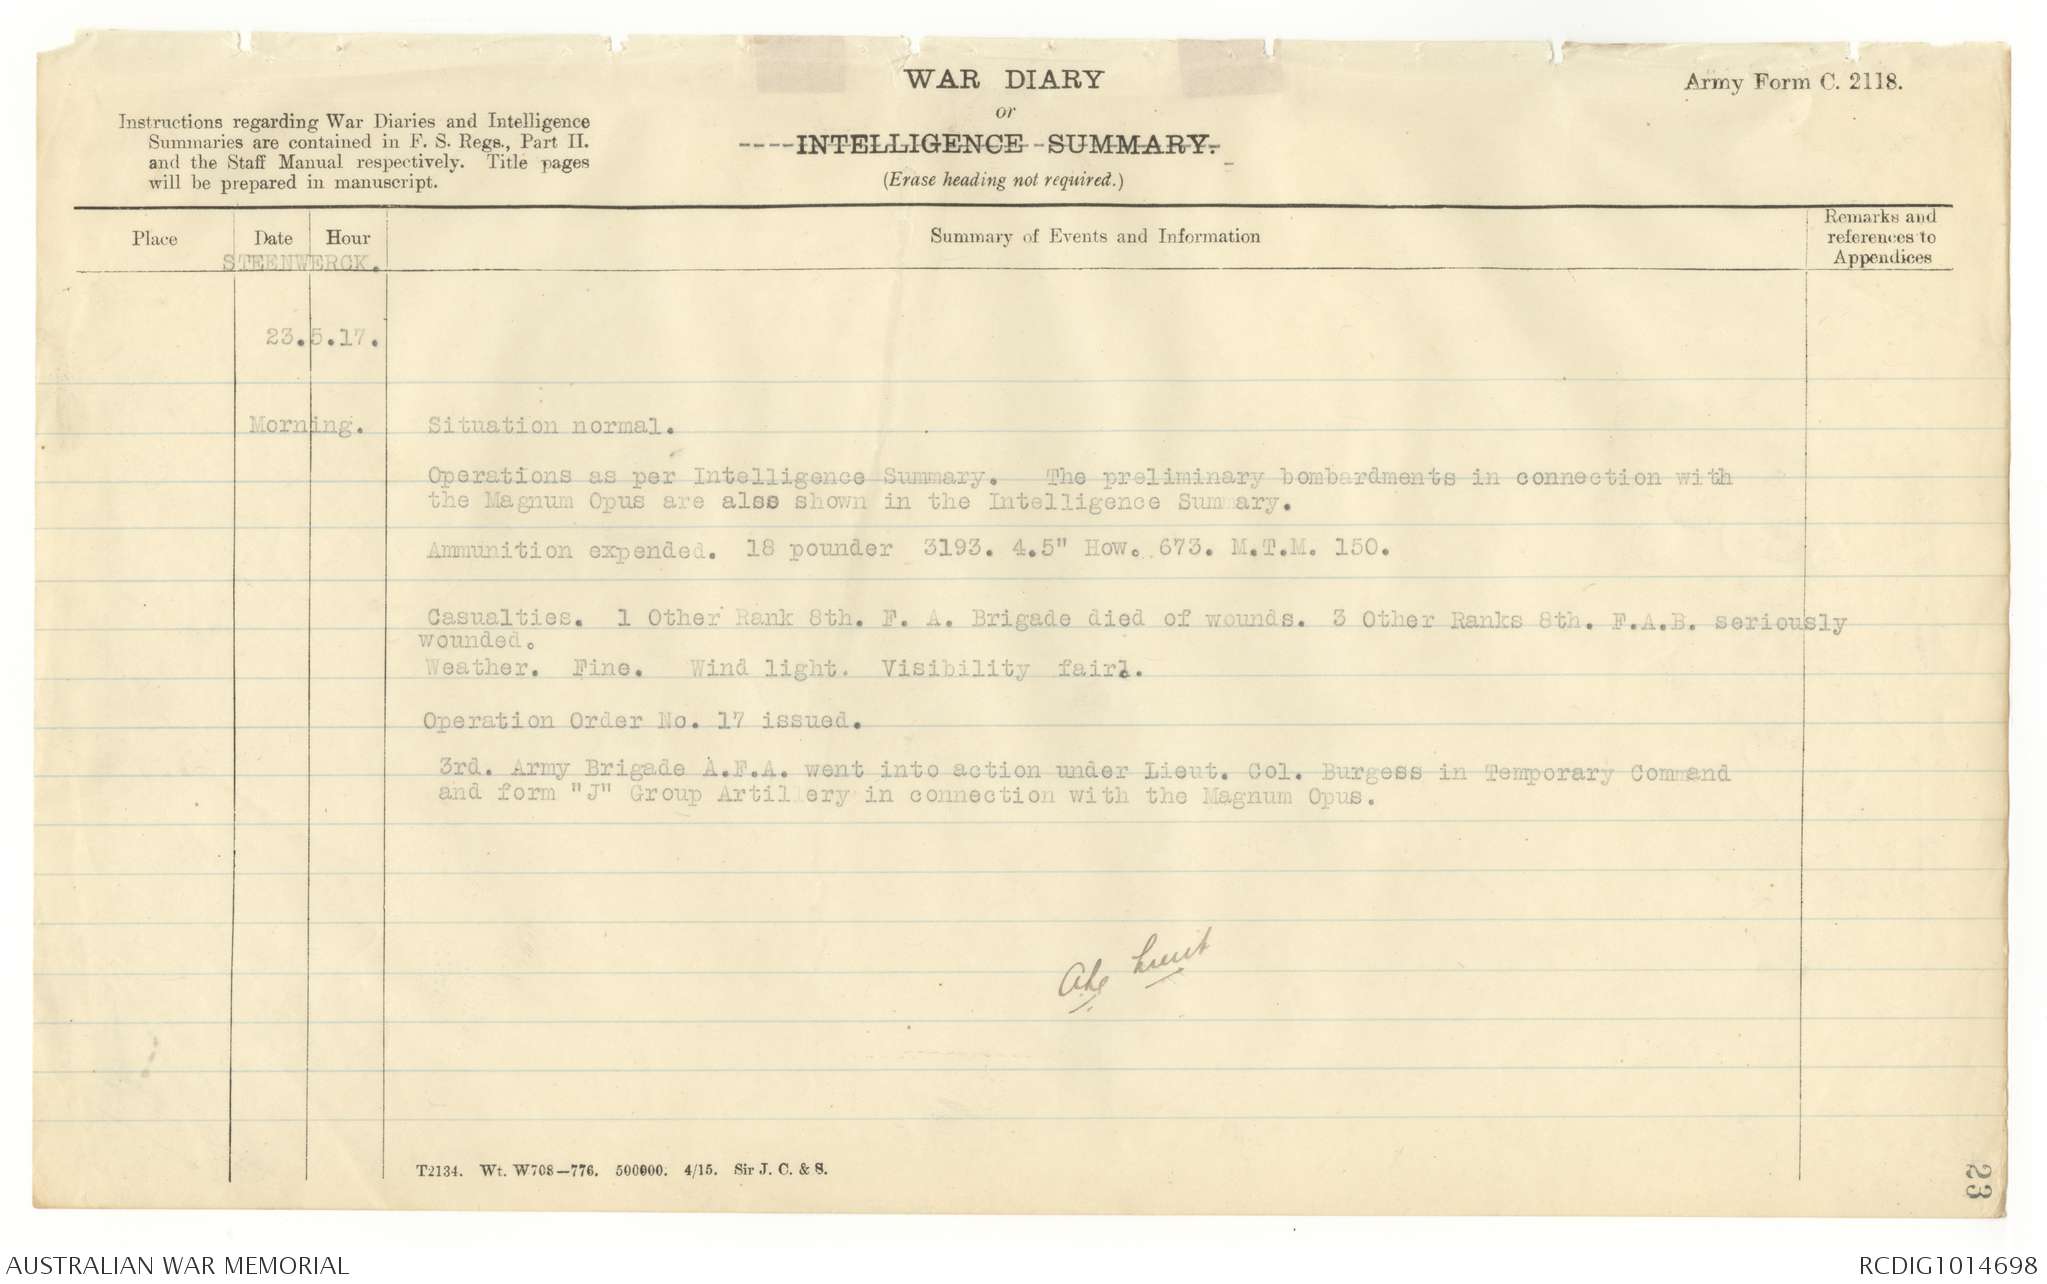 WAR DIARY
or
INTELLIGENCE SUMMARY.
(Erase heading not required.)
Army Form C. 2118.
Instructions regarding War Diaries and Intelligence
Summaries are contained in F. S. Regs., Part II.
and the Staff Manual respectively. Title pages
will be prepared in manuscript.
Place
Date
Hour
Summary of Events and Information
Remarks and
references to
Appendices
STEENWERCK.
23.5.17.
Morning. Situation normal.
Operations as per Intelligence Summary. The preliminary bombardments in connection with
the Magnum Opus are also shown in the Intelligence Summary.
Ammunition expended. 18 pounder 3193. 4.5" How. 673. M.T.M. 150.
Casualties. 1 Other Rank 8th. F. A. Brigade died of wounds. 3 Other Ranks 8th. F.A.B. seriously
wounded.
Weather. Fine. Wind light. Visibility fair.
Operation Order No. 17 issued.
3rd. Army Brigade A.F.A. went into action under Lieut. Col. Burgess in Temporary Command
and form "J" Group Artillery in connection with the Magnum Opus.
T2134. Wt. W708—776. 500000. 4/15. Sir J. C. & S.
23
AUSTRALIAN WAR MEMORIAL
RCDIG1014698